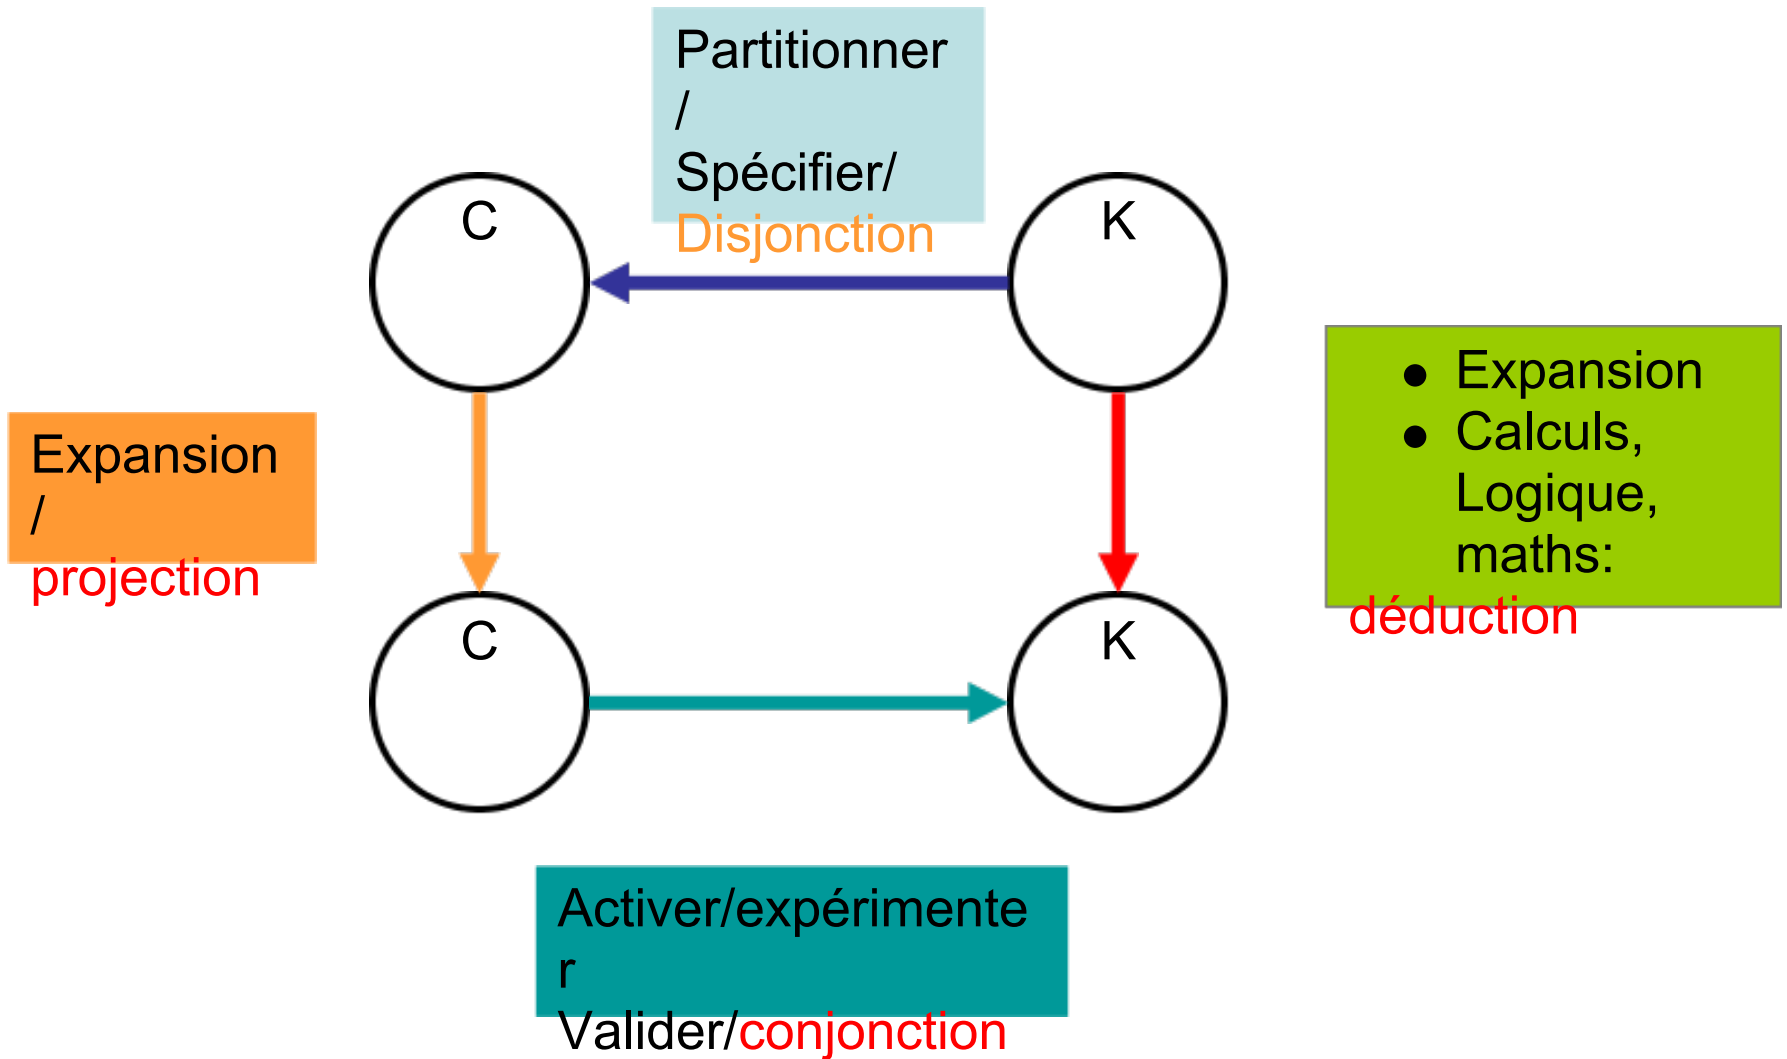 Partitionner
/
Spécifier/
Disjonction
C
K
● Expansion
● Calculs,
Logique,
maths:
déduction
Expansion
/
projection
C
K
Activer/expérimente
r
Valider/conjonction